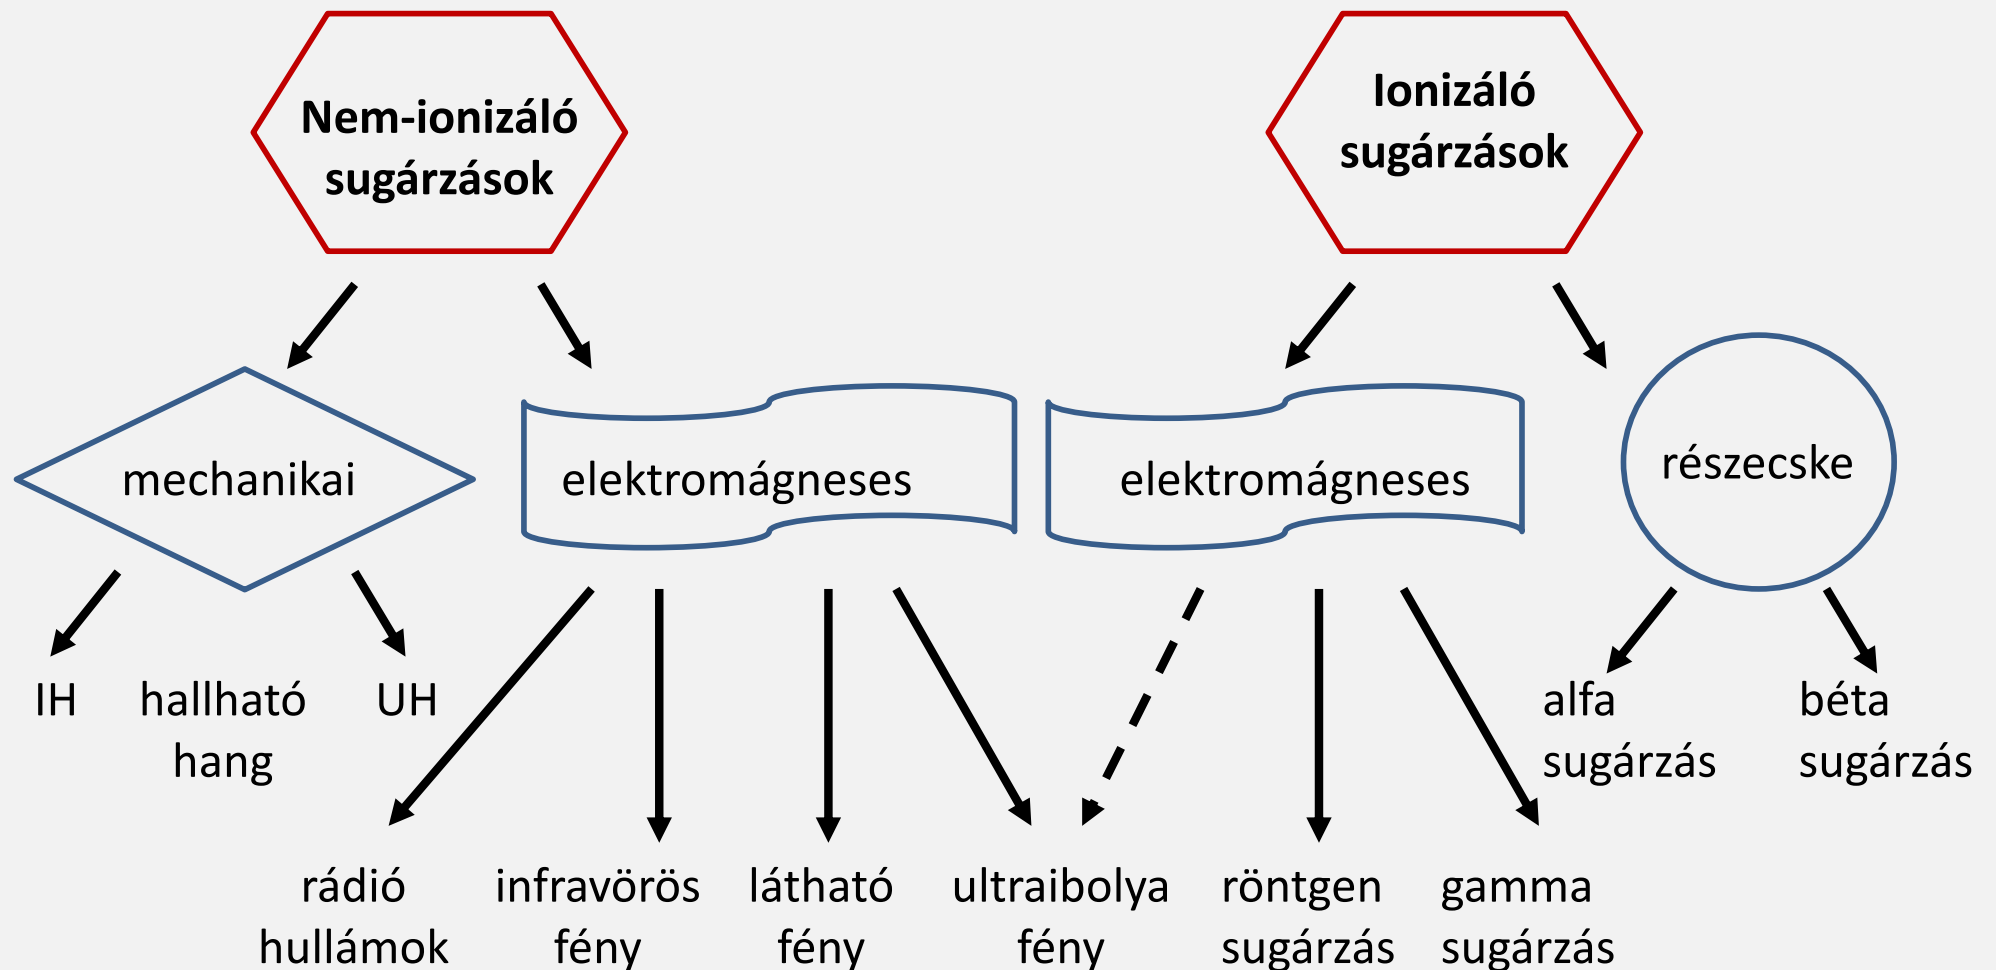 Nem-ionizáló
sugárzások
Ionizáló
sugárzások
mechanikai
elektromágneses
elektromágneses
részecske
IH
hallható
hang
UH
alfa
sugárzás
béta
sugárzás
rádió
hullámok
infravörös
fény
látható
fény
ultraibolya
fény
röntgen
sugárzás
gamma
sugárzás